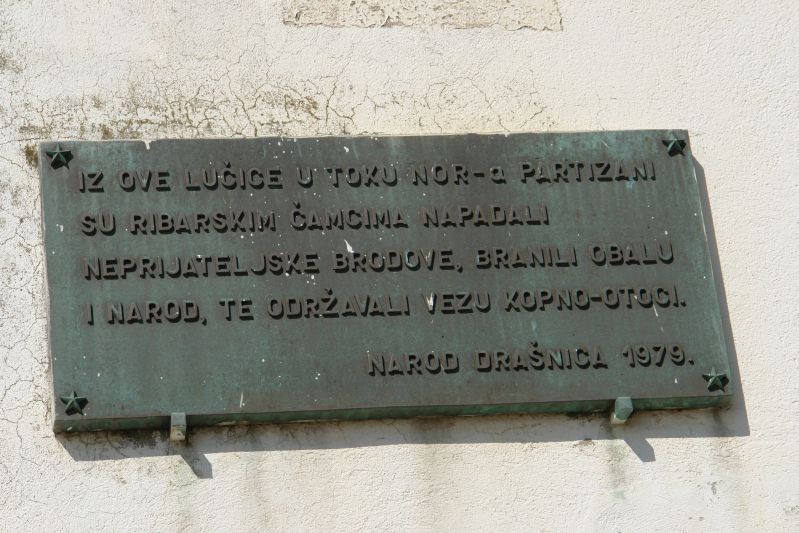 IZ OVE LUČICE U TOKU NOR-a PARTIZANI
SU RIBARSKIM ČAMCIMA NAPADALI
NEPRIJATELJSKE BRODOVE, BRANILI OBALU
I NAROD, TE ODRŽAVALI VEZU KOPNO-OTOCI.
NAROD DRAŠNICA 1979.